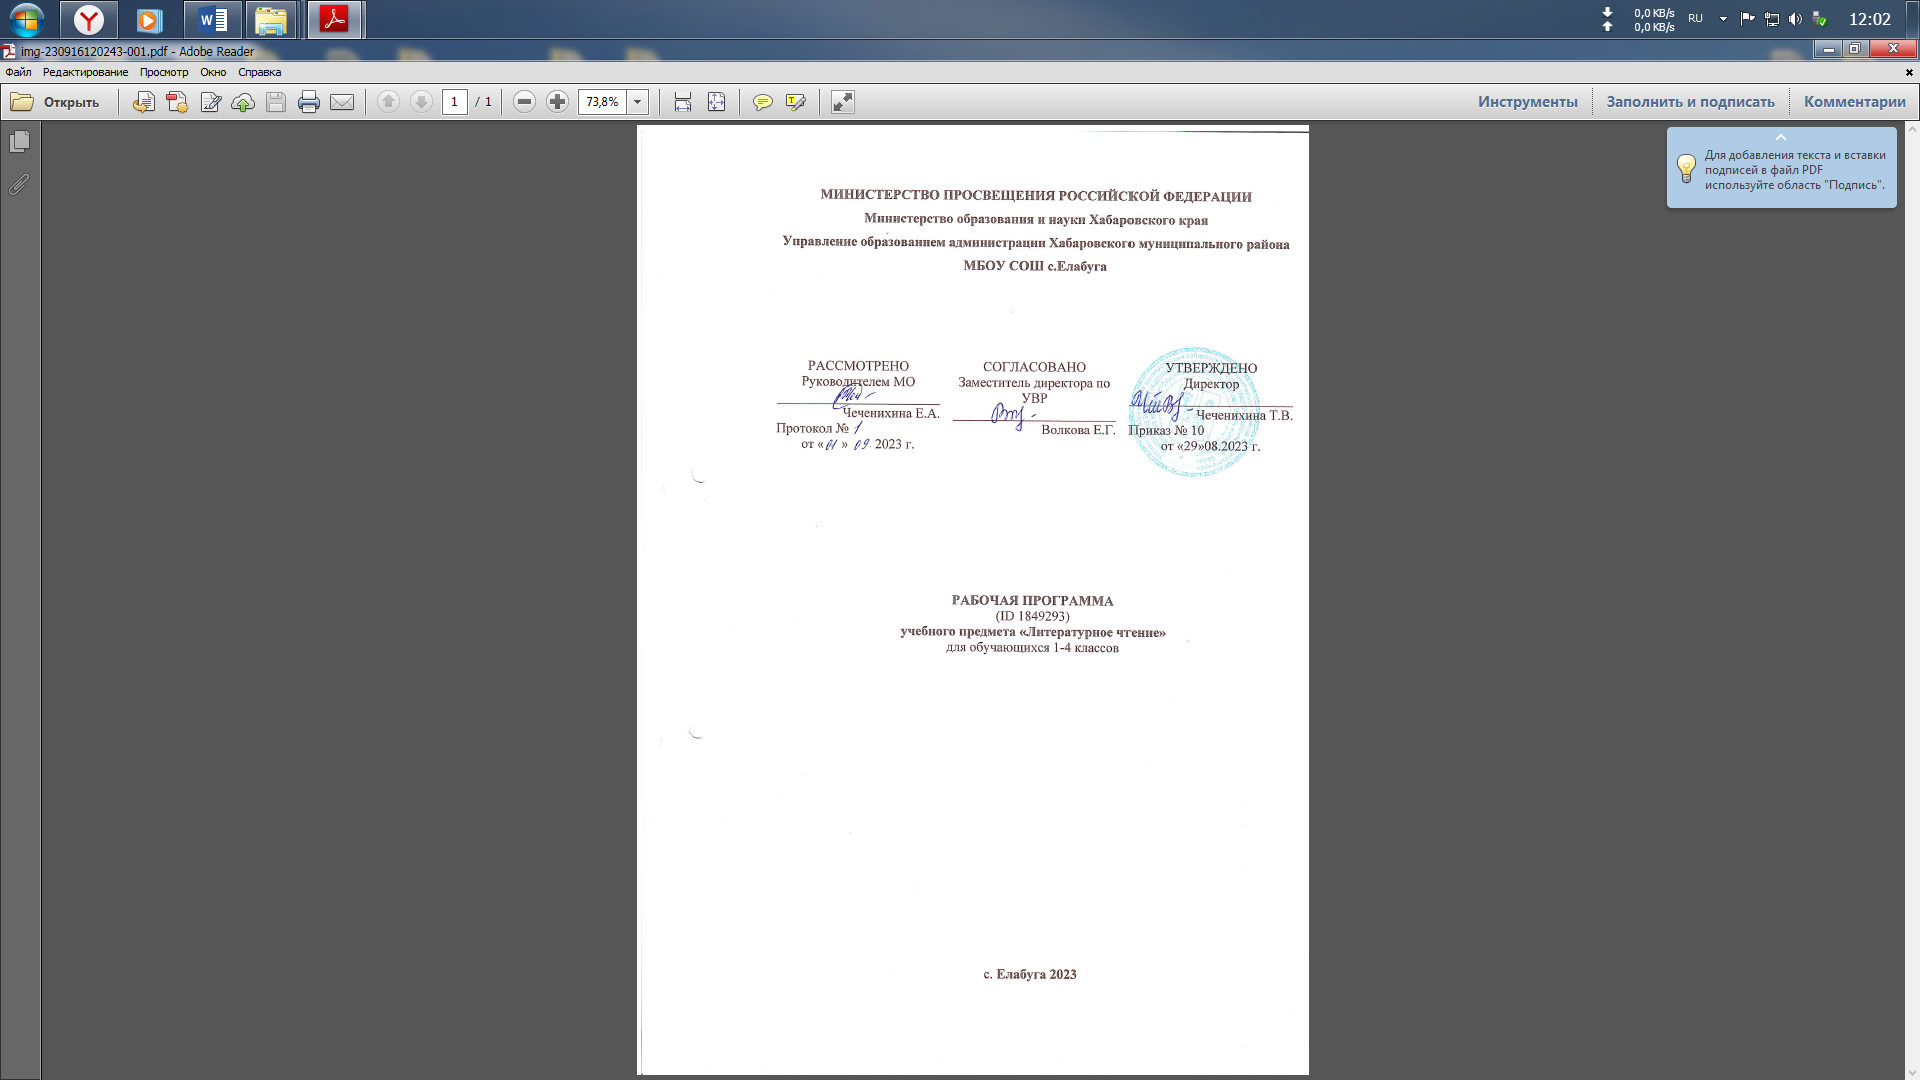 0,0 KB/s
0,0 KB/s
RU
12:02
img-230916120243-001.pdf - Adobe Reader
Файл Редактирование Просмотр Окно Справка
Открыть 1 / 1 73,8% Инструменты Заполнить и подписать Комментарии
Для добавления текста и вставки
подписей в файл PDF
используйте область "Подпись".
МИНИСТЕРСТВО ПРОСВЕЩЕНИЯ РОССИЙСКОЙ ФЕДЕРАЦИИ
Министерство образования и науки Хабаровского края
Управление образованием администрации Хабаровского муниципального района
МБОУ СОШ с.Елабуга
РАССМОТРЕНО
Руководителем МО
Чеченихина Е.А.
Протокол № 1
от «01» 09. 2023 г.
СОГЛАСОВАНО
Заместитель директора по
УВР
Волкова Е.Г.
УТВЕРЖДЕНО
Директор
Чеченихина Т.В.
Приказ № 10
от «29»08.2023 г.
РАБОЧАЯ ПРОГРАММА
(ID 1849293)
учебного предмета «Литературное чтение»
для обучающихся 1-4 классов
с. Елабуга 2023